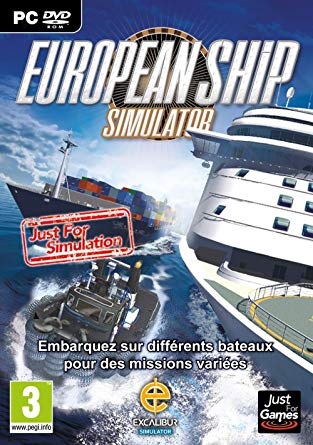 PC DVD
ROM
EUROPEAN SHIP
SIMULATOR
Just For
Simulation
Embarquez sur différents bateaux
pour des missions variées
3
www.pegi.info
EXCALIBUR
SIMULATOR
Just
For
Games